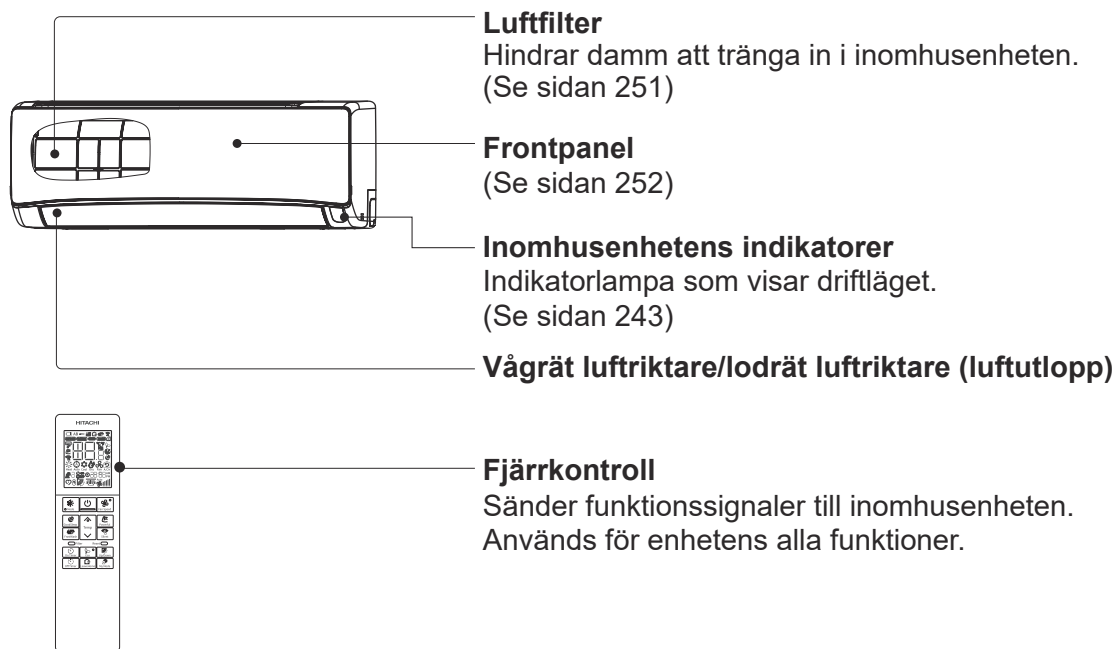 Luftfilter
Hindrar damm att tränga in i inomhusenheten.
(Se sidan 251)
Frontpanel
(Se sidan 252)
Inomhusenhetens indikatorer
Indikatorlampa som visar driftläget.
(Se sidan 243)
Vågrät luftriktare/lodrät luftriktare (luftutlopp)
HITACHI
Temp
Fjärrkontroll
Sänder funktionssignaler till inomhusenheten.
Används för enhetens alla funktioner.